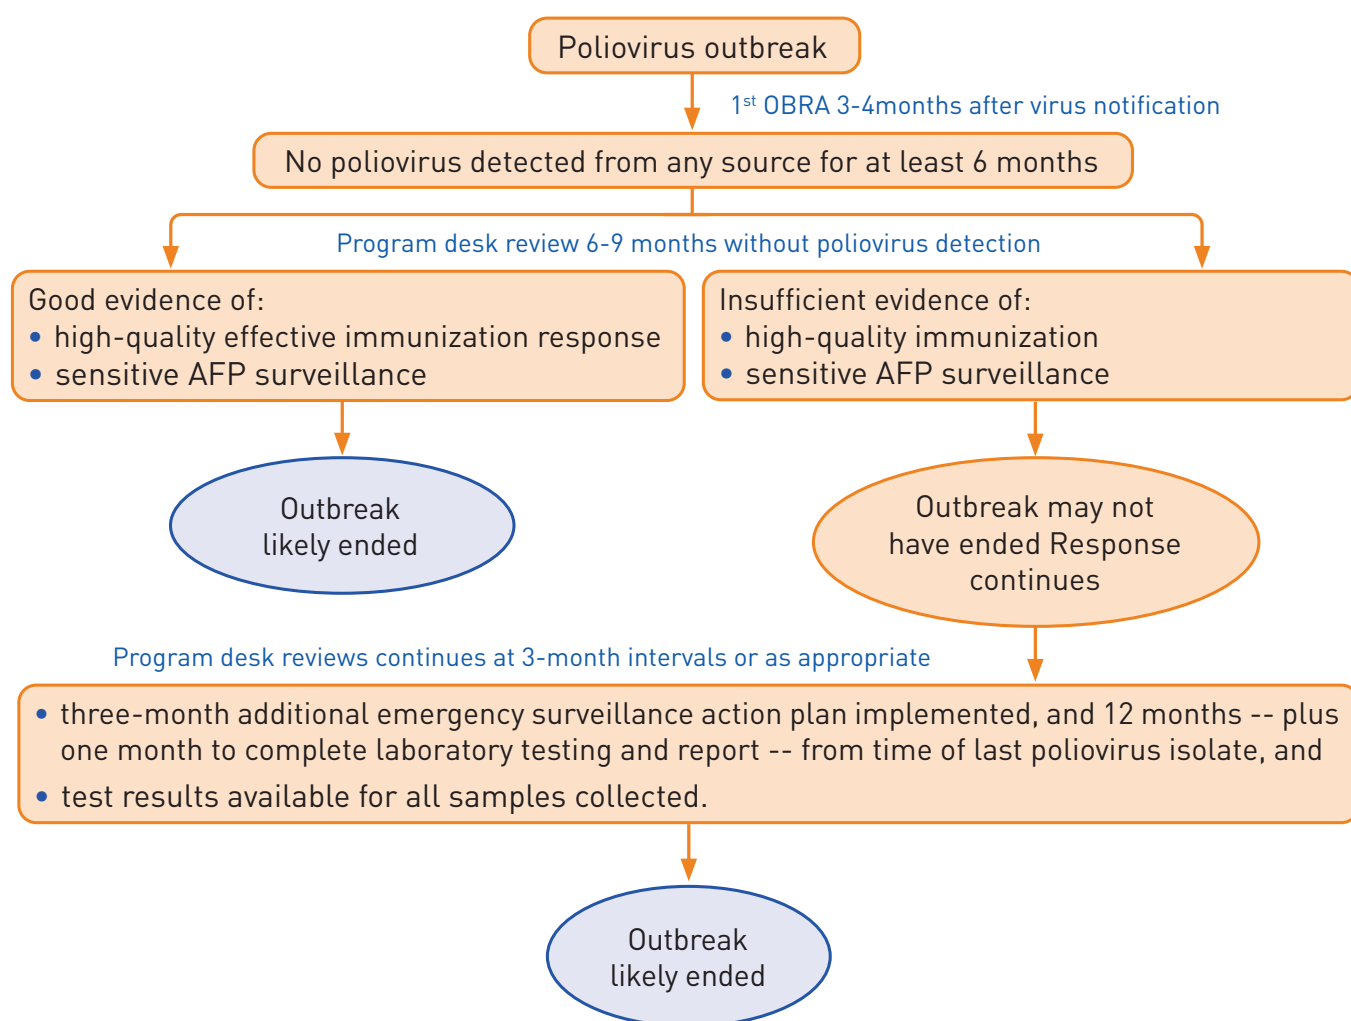 Poliovirus outbreak
1st OBRA 3-4months after virus notification
No poliovirus detected from any source for at least 6 months
Program desk review 6-9 months without poliovirus detection
Good evidence of:
• high-quality effective immunization response
• sensitive AFP surveillance
Insufficient evidence of:
• high-quality immunization
• sensitive AFP surveillance
Outbreak
likely ended
Outbreak may not
have ended Response
continues
Program desk reviews continues at 3-month intervals or as appropriate
• three-month additional emergency surveillance action plan implemented, and 12 months -- plus
one month to complete laboratory testing and report -- from time of last poliovirus isolate, and
• test results available for all samples collected.
Outbreak
likely ended